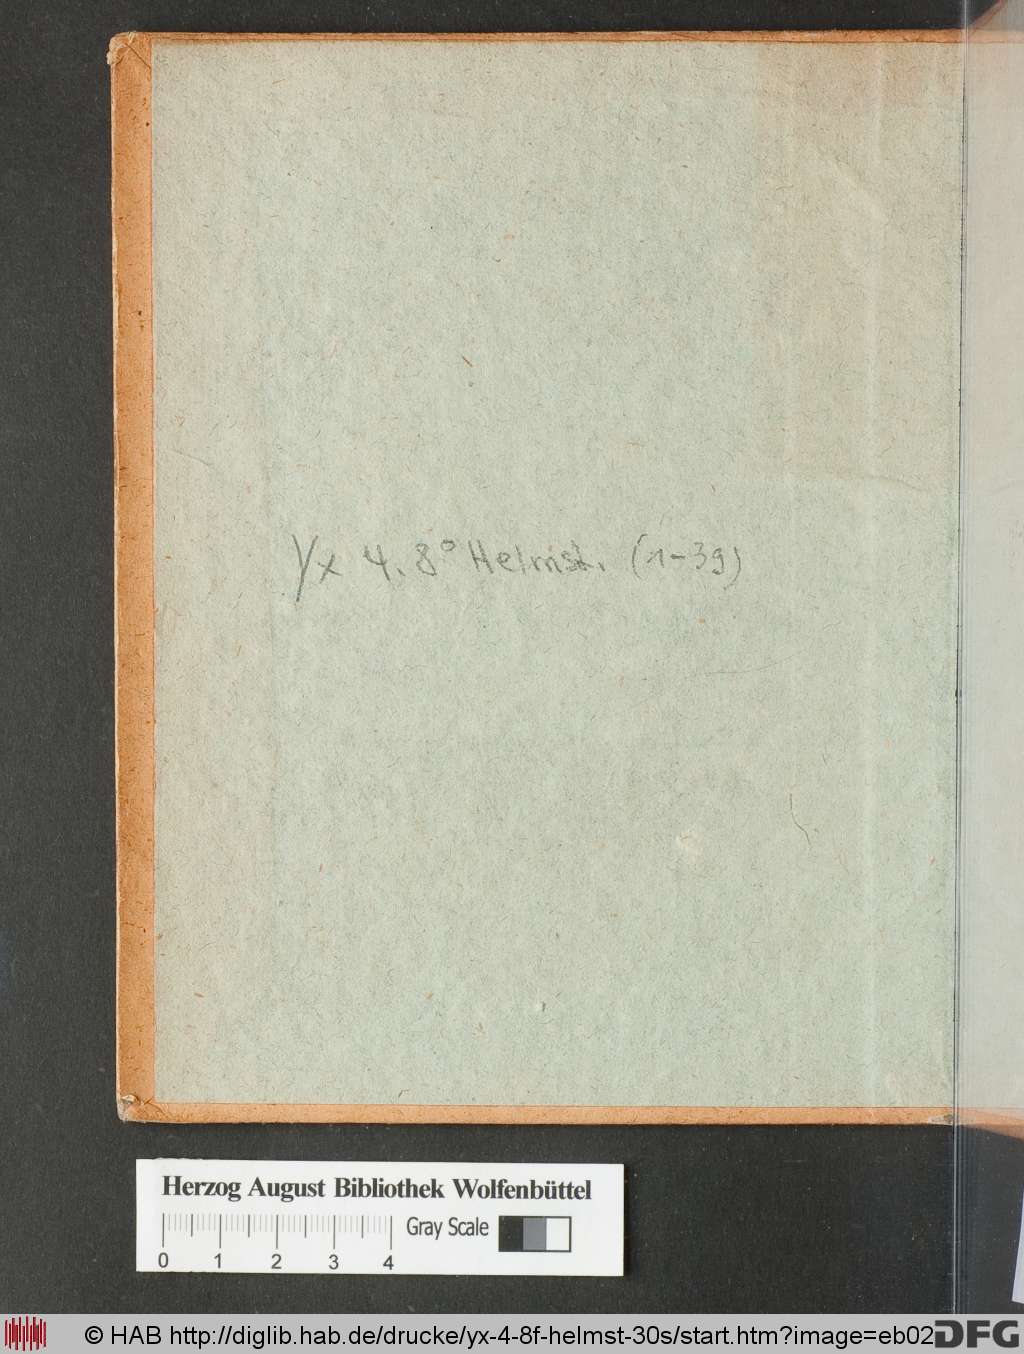 Yx 4. 8° Helmst. (1-39)
Herzog August Bibliothek Wolfenbüttel
Gray Scale
0 1 2 3 4
© HAB http://diglib.hab.de/drucke/yx-4-8f-helmst-30s/start.htm?image=eb02
DFG